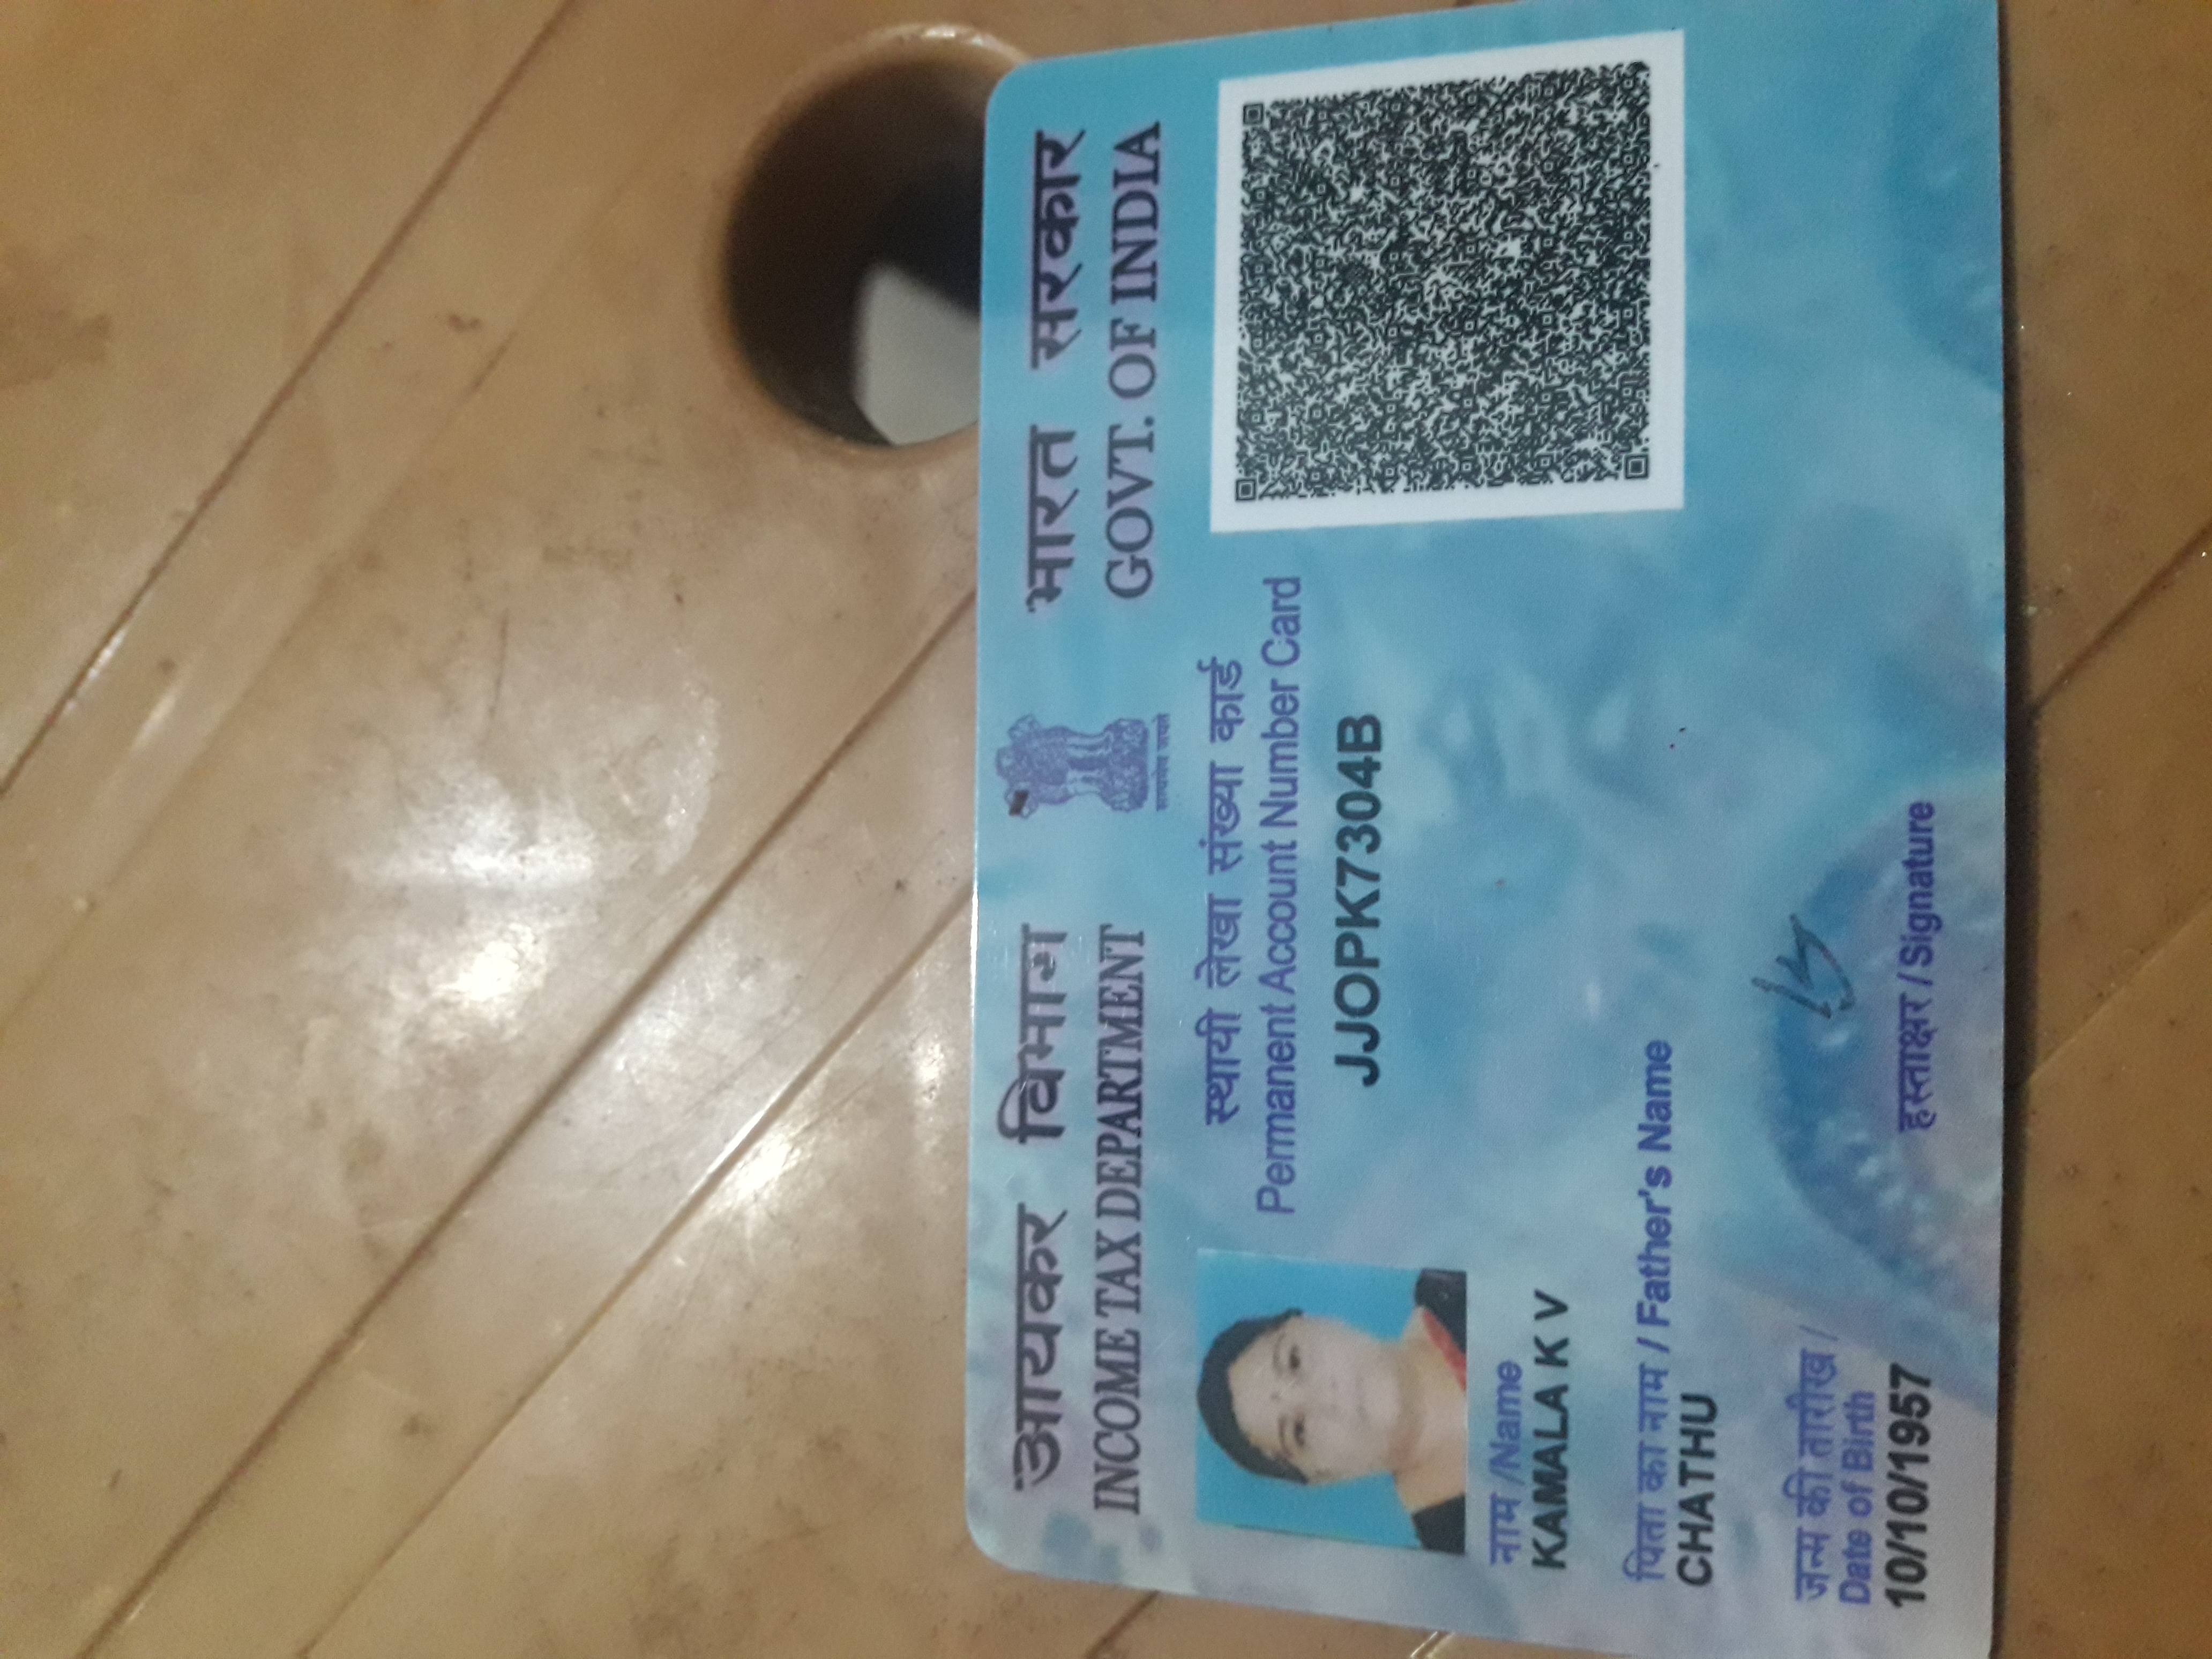 आयकर विभाग
INCOME TAX DEPARTMENT
सत्यमेव जयते
भारत सरकार
GOVT. OF INDIA
स्थायी लेखा संख्या कार्ड
Permanent Account Number Card
JJOPK7304B
नाम /Name
KAMALA K V
पिता का नाम / Father's Name
CHATHU
जन्म की तारीख /
Date of Birth
10/10/1957
हस्ताक्षर / Signature